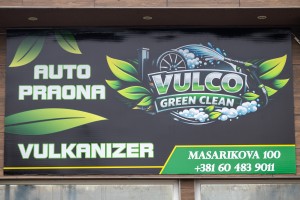 AUTO
PRAONA
VULCO
GREEN CLEAN
VULKANIZER
MASARIKOVA 100
+381 60 483 9011